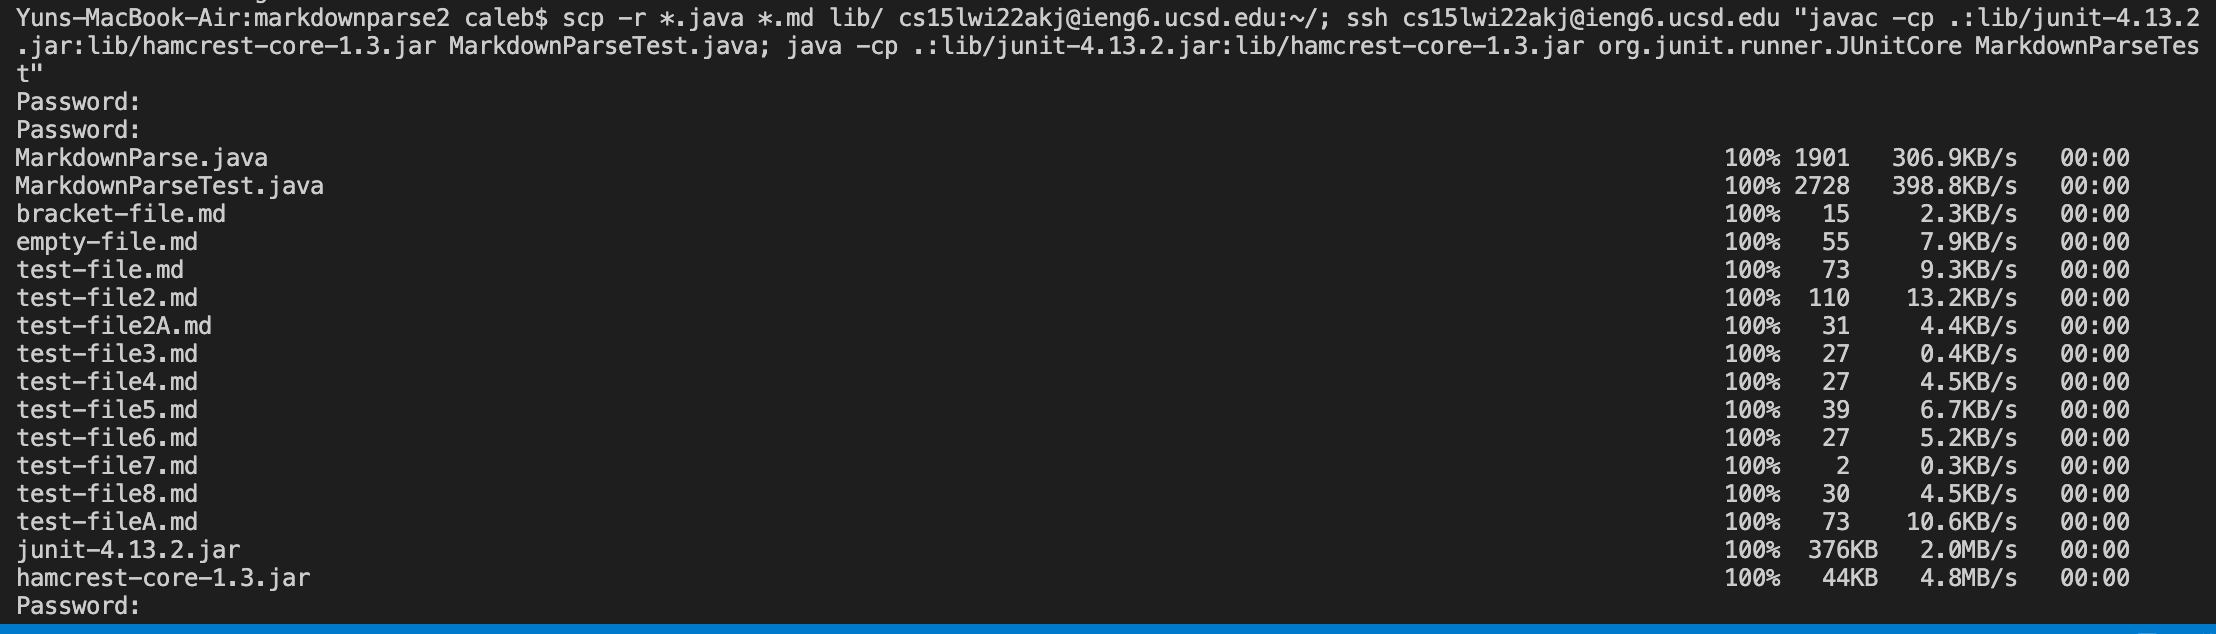 Yuns-MacBook-Air:markdownparse2 caleb$ scp -r *.java *.md lib/ cs15lwi22akj@ieng6.ucsd.edu:~/; ssh cs15lwi22akj@ieng6.ucsd.edu "javac -cp .:lib/junit-4.13.2
.jar:lib/hamcrest-core-1.3.jar MarkdownParseTest.java; java -cp .:lib/junit-4.13.2.jar:lib/hamcrest-core-1.3.jar org.junit.runner.JUnitCore MarkdownParseTes
t"
Password:
Password:
MarkdownParse.java 100% 1901 306.9KB/s 00:00
MarkdownParseTest.java 100% 2728 398.8KB/s 00:00
bracket-file.md 100% 15 2.3KB/s 00:00
empty-file.md 100% 55 7.9KB/s 00:00
test-file.md 100% 73 9.3KB/s 00:00
test-file2.md 100% 110 13.2KB/s 00:00
test-file2A.md 100% 31 4.4KB/s 00:00
test-file3.md 100% 27 0.4KB/s 00:00
test-file4.md 100% 27 4.5KB/s 00:00
test-file5.md 100% 39 6.7KB/s 00:00
test-file6.md 100% 27 5.2KB/s 00:00
test-file7.md 100% 2 0.3KB/s 00:00
test-file8.md 100% 30 4.5KB/s 00:00
test-fileA.md 100% 73 10.6KB/s 00:00
junit-4.13.2.jar 100% 376KB 2.0MB/s 00:00
hamcrest-core-1.3.jar 100% 44KB 4.8MB/s 00:00
Password: